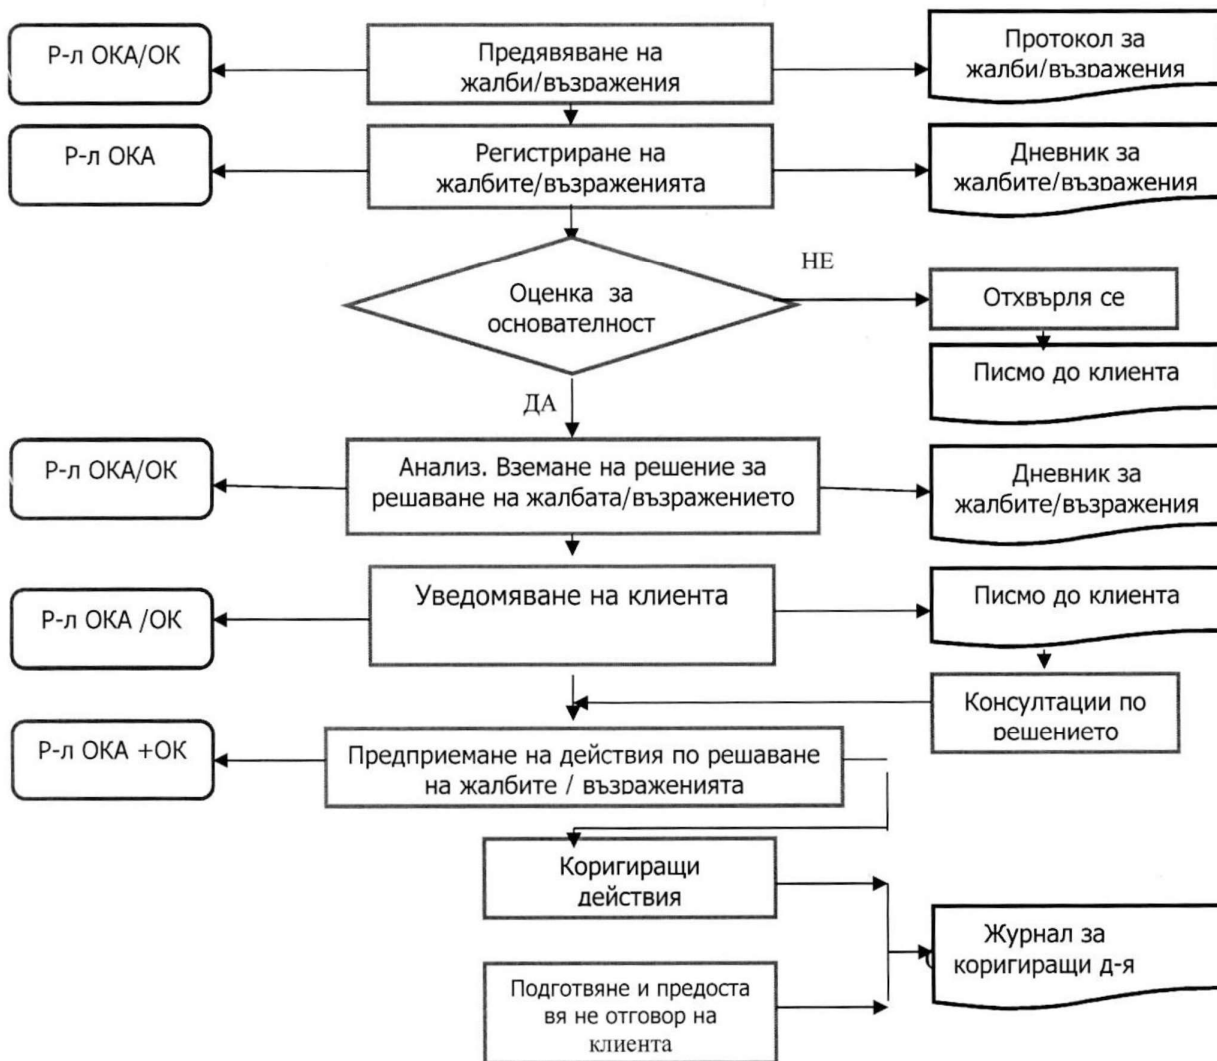 Р-л ОКА/ОК
Предявяване на
жалби/възражения
Протокол за
жалби/възражения
Р-л ОКА
Регистриране на
жалбите/възраженията
Дневник за
жалбите/възражения
Оценка за
основателност
НЕ
Отхвърля се
Писмо до клиента
ДА
Р-л ОКА/ОК
Анализ. Вземане на решение за
решаване на жалбата/възражението
Дневник за
жалбите/възражения
Р-л ОКА /ОК
Уведомяване на клиента
Писмо до клиента
Консултации по
решението
Р-л ОКА +ОК
Предприемане на действия по решаване
на жалбите / възраженията
Коригиращи
действия
Журнал за
коригиращи д-я
Подготвяне и предоста
вя не отговор на
клиента